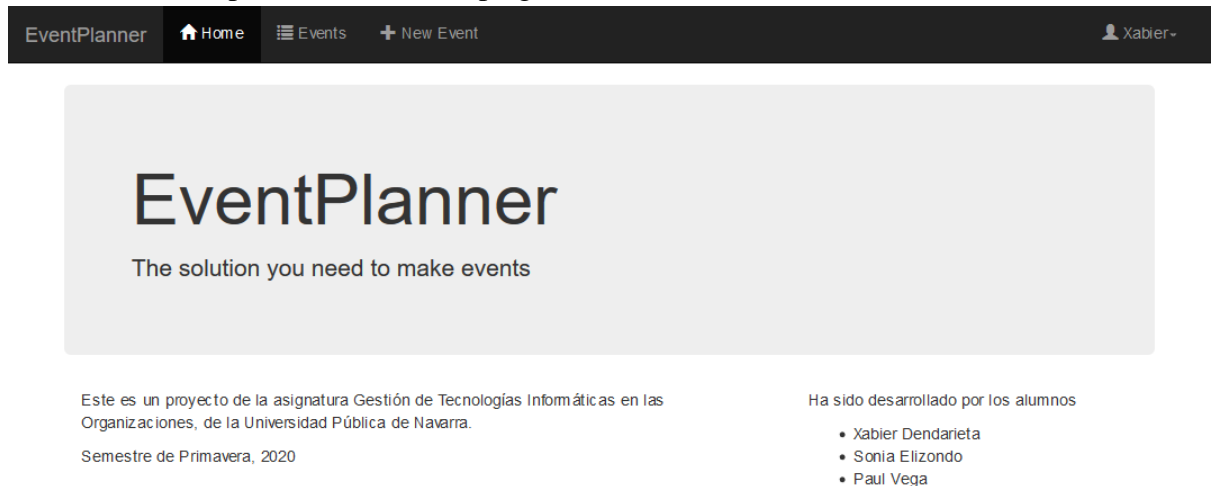 EventPlanner Home Events New Event Xabier
EventPlanner
The solution you need to make events
Este es un proyecto de la asignatura Gestión de Tecnologías Informáticas en las
Organizaciones, de la Universidad Pública de Navarra.
Semestre de Primavera, 2020
Ha sido desarrollado por los alumnos
Xabier Dendarieta
Sonia Elizondo
Paul Vega